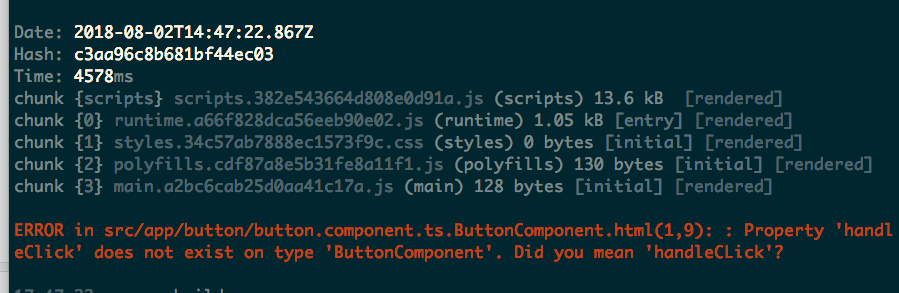 Date: 2018-08-02T14:47:22.867Z
Hash: c3aa96c8b681bf44ec03
Time: 4578ms
chunk {scripts} scripts.382e543664d808e0d91a.js (scripts) 13.6 kB  [rendered]
chunk {0} runtime.a66f828dca56eeb90e02.js (runtime) 1.05 kB [entry] [rendered]
chunk {1} styles.34c57ab7888ec1573f9c.css (styles) 0 bytes [initial] [rendered]
chunk {2} polyfills.cdf87a8e5b31fe8a11f1.js (polyfills) 130 bytes [initial] [rendered]
chunk {3} main.a2bc6cab25d0aa41c17a.js (main) 128 bytes [initial] [rendered]
ERROR in src/app/button/button.component.ts.ButtonComponent.html(1,9): : Property 'handl
eClick' does not exist on type 'ButtonComponent'. Did you mean 'handleCLick'?